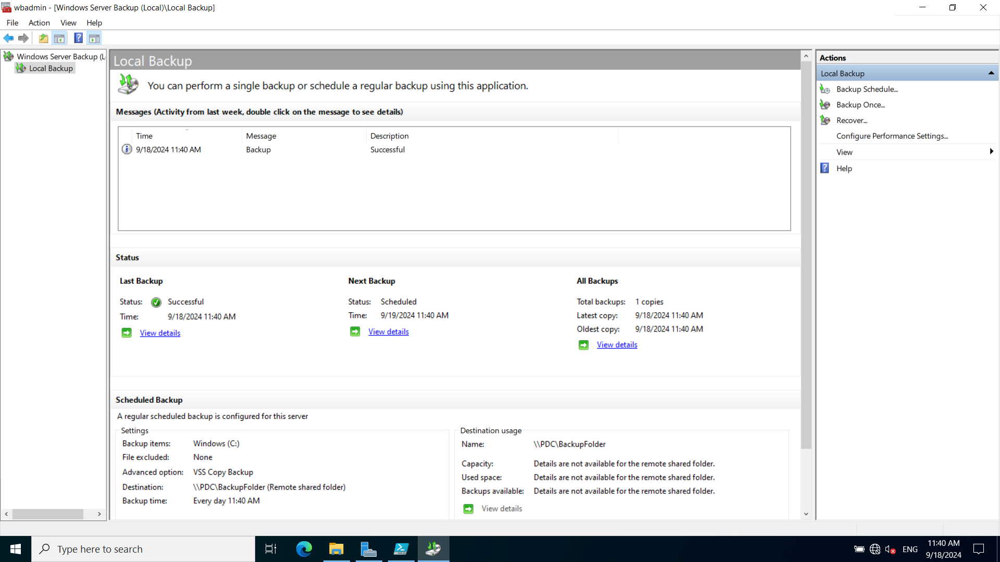 wbadmin - [Windows Server Backup (Local)\Local Backup]
File Action View Help
Windows Server Backup (L
Local Backup
Local Backup
You can perform a single backup or schedule a regular backup using this application.
Messages (Activity from last week, double click on the message to see details)
Time Message Description
9/18/2024 11:40 AM Backup Successful
Status
Last Backup
Status: Successful
Time: 9/18/2024 11:40 AM
View details
Next Backup
Status: Scheduled
Time: 9/19/2024 11:40 AM
View details
All Backups
Total backups: 1 copies
Latest copy: 9/18/2024 11:40 AM
Oldest copy: 9/18/2024 11:40 AM
View details
Scheduled Backup
A regular scheduled backup is configured for this server
Settings
Backup items: Windows (C:)
File excluded: None
Advanced option: VSS Copy Backup
Destination: \\PDC\BackupFolder (Remote shared folder)
Backup time: Every day 11:40 AM
Destination usage
Name: \\PDC\BackupFolder
Capacity: Details are not available for the remote shared folder.
Used space: Details are not available for the remote shared folder.
Backups available: Details are not available for the remote shared folder.
View details
Actions
Local Backup
Backup Schedule...
Backup Once...
Recover...
Configure Performance Settings...
View
Help
Type here to search
ENG
11:40 AM
9/18/2024